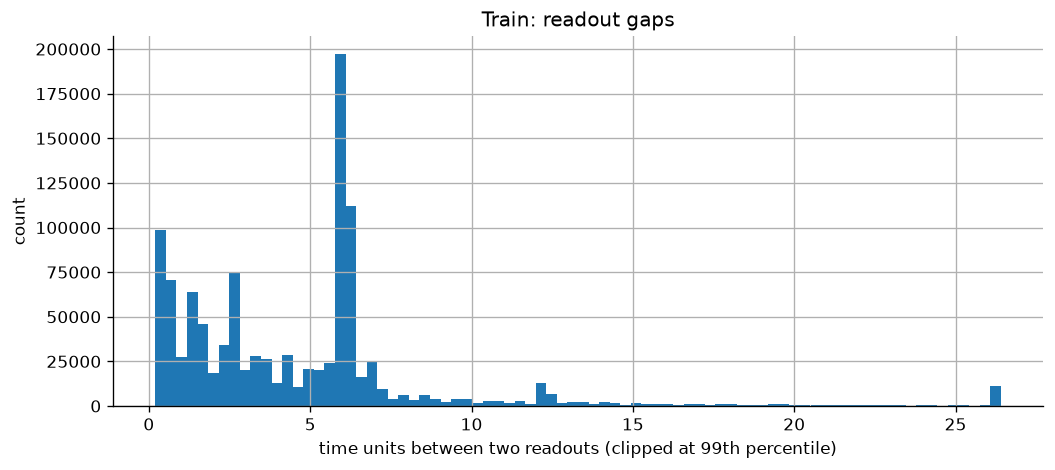 Train: readout gaps
200000
175000
150000
125000
100000
75000
50000
25000
0
count
0 5 10 15 20 25
time units between two readouts (clipped at 99th percentile)